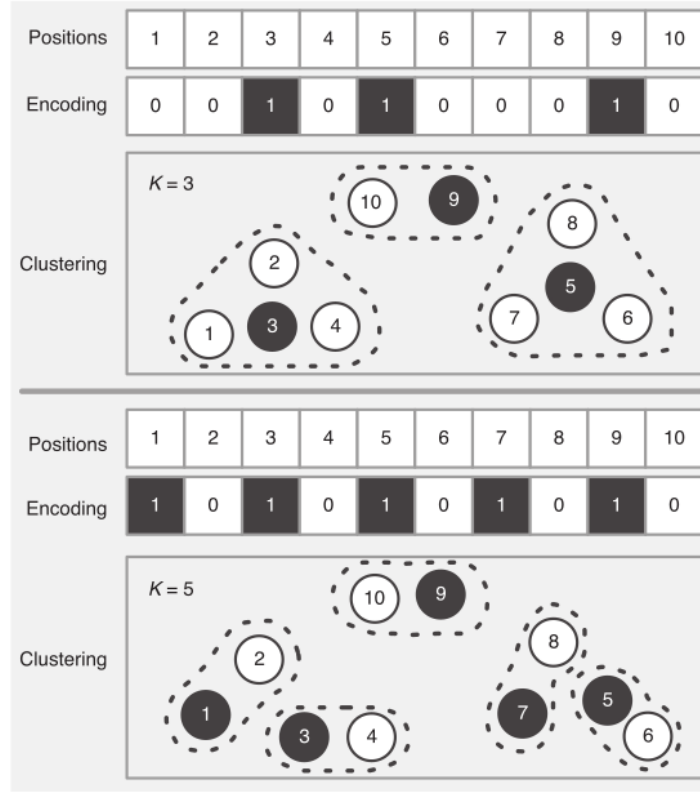 Positions 1 2 3 4 5 6 7 8 9 10
Encoding 0 0 1 0 1 0 0 0 1 0
K = 3
10 9
8
2
Clustering
5
1 3 4
7 6
Positions 1 2 3 4 5 6 7 8 9 10
Encoding 1 0 1 0 1 0 1 0 1 0
K = 5
10 9
8
2
Clustering
5
1
7
3 4
6